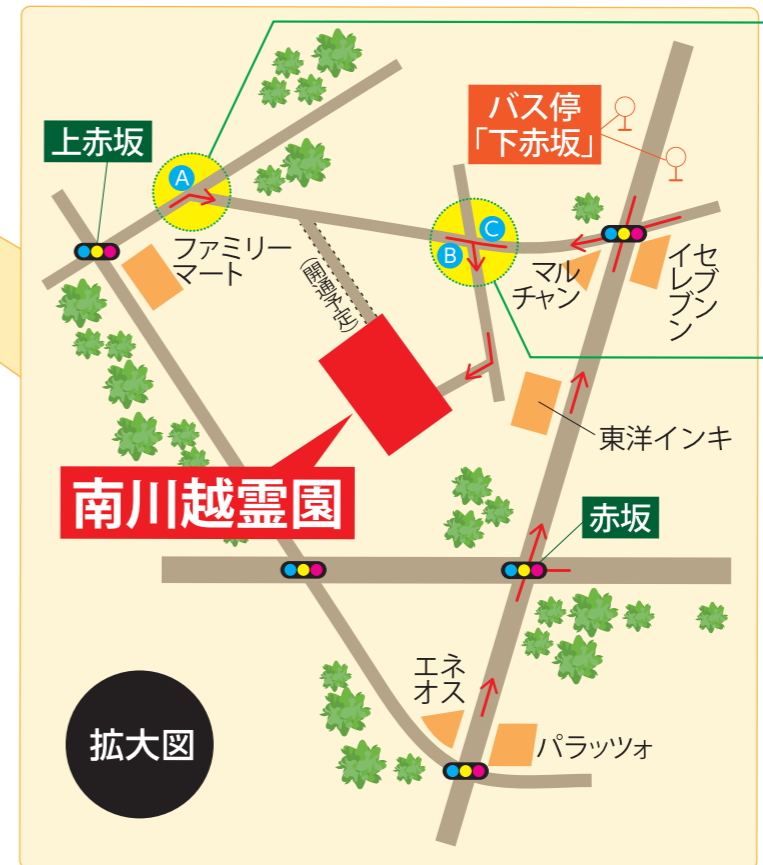 上赤坂
A
バス停
「下赤坂」
ファミリー
マート
(開通予定)
B
C
マル
チャン
セブン
イレブン
東洋インキ
南川越霊園
赤坂
エネ
オス
パラッツォ
拡大図